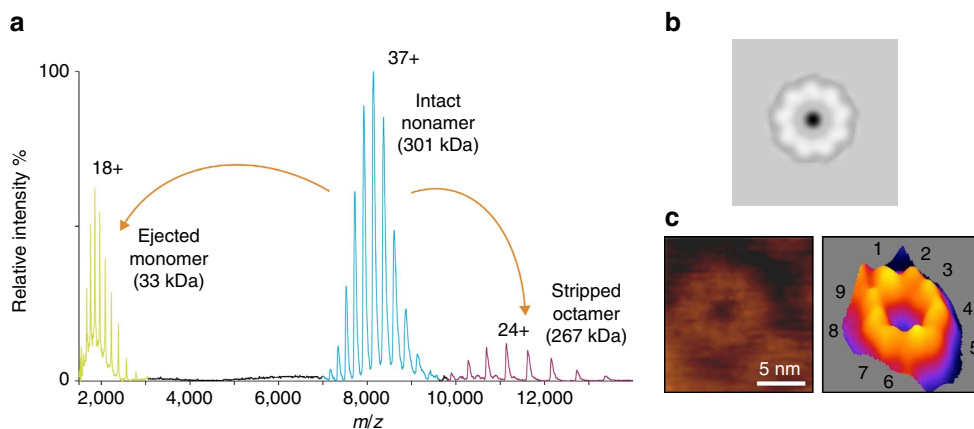 a
b
100
37+
Intact
nonamer
(301 kDa)
18+
Relative intensity %
Ejected
monomer
(33 kDa)
Stripped
octamer
(267 kDa)
24+
0
2,000
4,000
6,000
8,000
10,000
12,000
m/z
c
5 nm
1
2
3
4
5
6
7
8
9